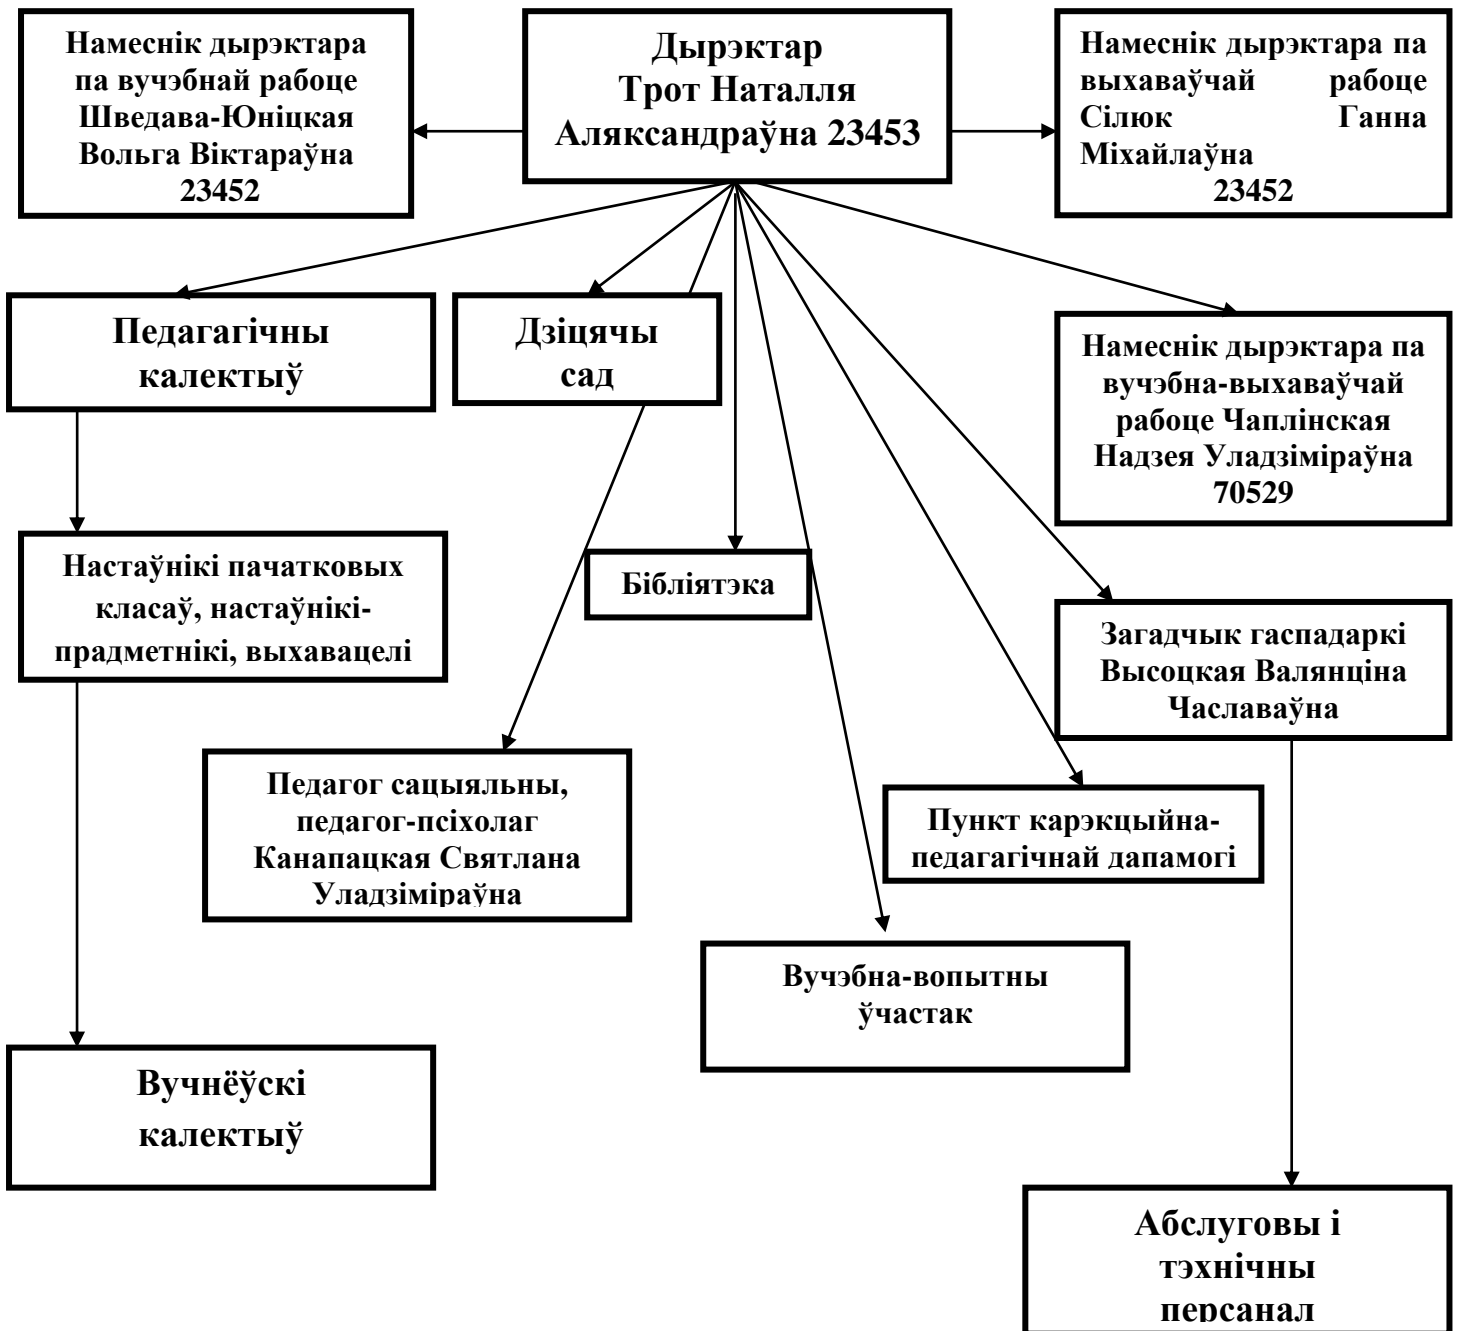 Намеснік дырэктара
па вучэбнай рабоце
Шведава-Юніцкая
Вольга Віктараўна
23452
Дырэктар
Трот Наталля
Аляксандраўна 23453
Намеснік дырэктара па
выхаваўчай рабоце
Сілюк Ганна
Міхайлаўна
23452
Педагагічны
калектыў
Дзіцячы
сад
Намеснік дырэктара па
вучэбна-выхаваўчай
рабоце Чаплінская
Надзея Уладзіміраўна
70529
Настаўнікі пачатковых
класаў, настаўнікі-
прадметнікі, выхавацелі
Бібліятэка
Загадчык гаспадаркі
Высоцкая Валянціна
Чаславаўна
Педагог сацыяльны,
педагог-псіхолаг
Канапацкая Святлана
Уладзіміраўна
Пункт карэкцыйна-
педагагічнай дапамогі
Вучэбна-вопытны
ўчастак
Вучнёўскі
калектыў
Абслуговы і
тэхнічны
персанал